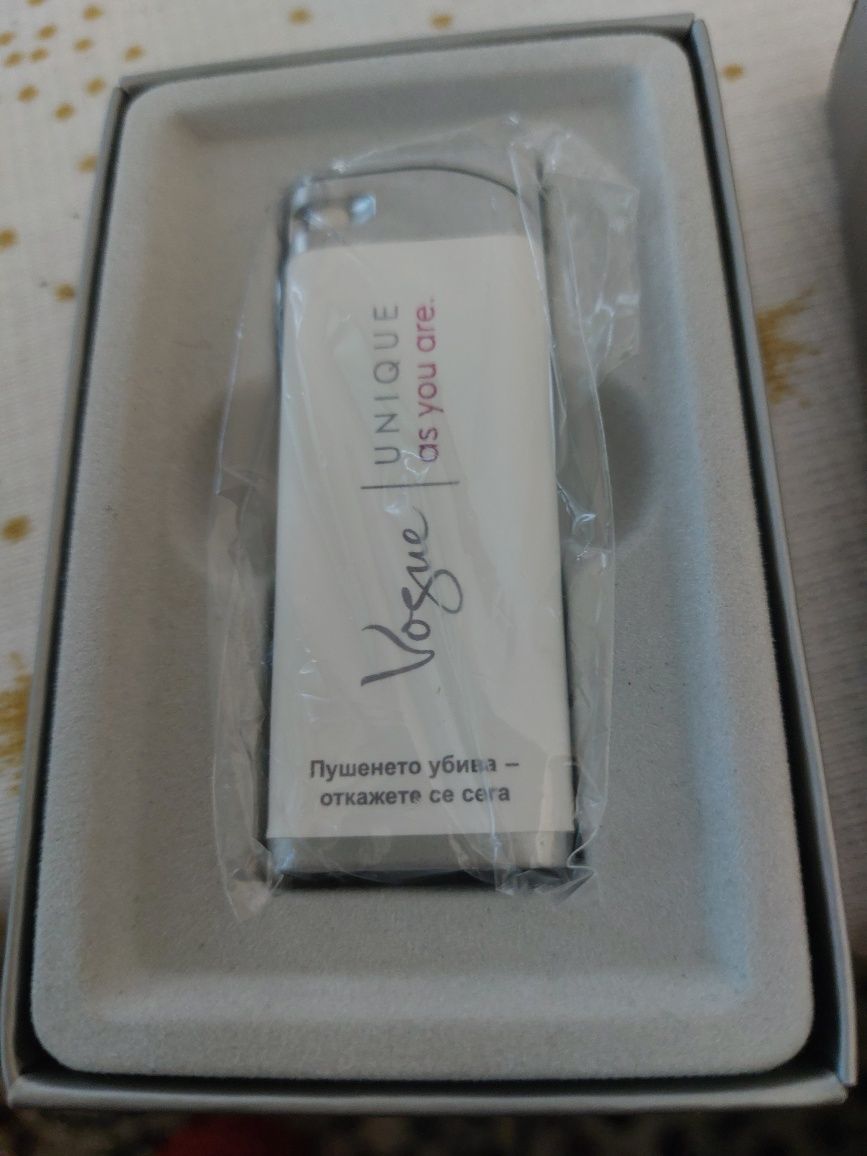 Vogue
UNIQUE
as you are.
Пушенето убива –
откажете се сега